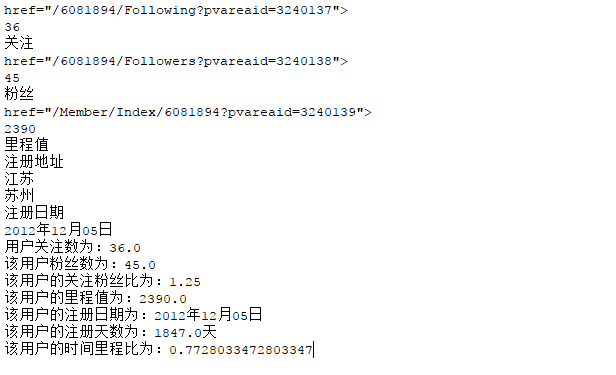 href="/6081894/Following?pvareaid=3240137">
36
关注
href="/6081894/Followers?pvareaid=3240138">
45
粉丝
href="/Member/Index/6081894?pvareaid=3240139">
2390
里程值
注册地址
江苏
苏州
注册日期
2012年12月05日
用户关注数为：36.0
该用户粉丝数为：45.0
该用户的关注粉丝比为：1.25
该用户的里程值为：2390.0
该用户的注册日期为：2012年12月05日
该用户的注册天数为：1847.0天
该用户的时间里程比为：0.7728033472803347